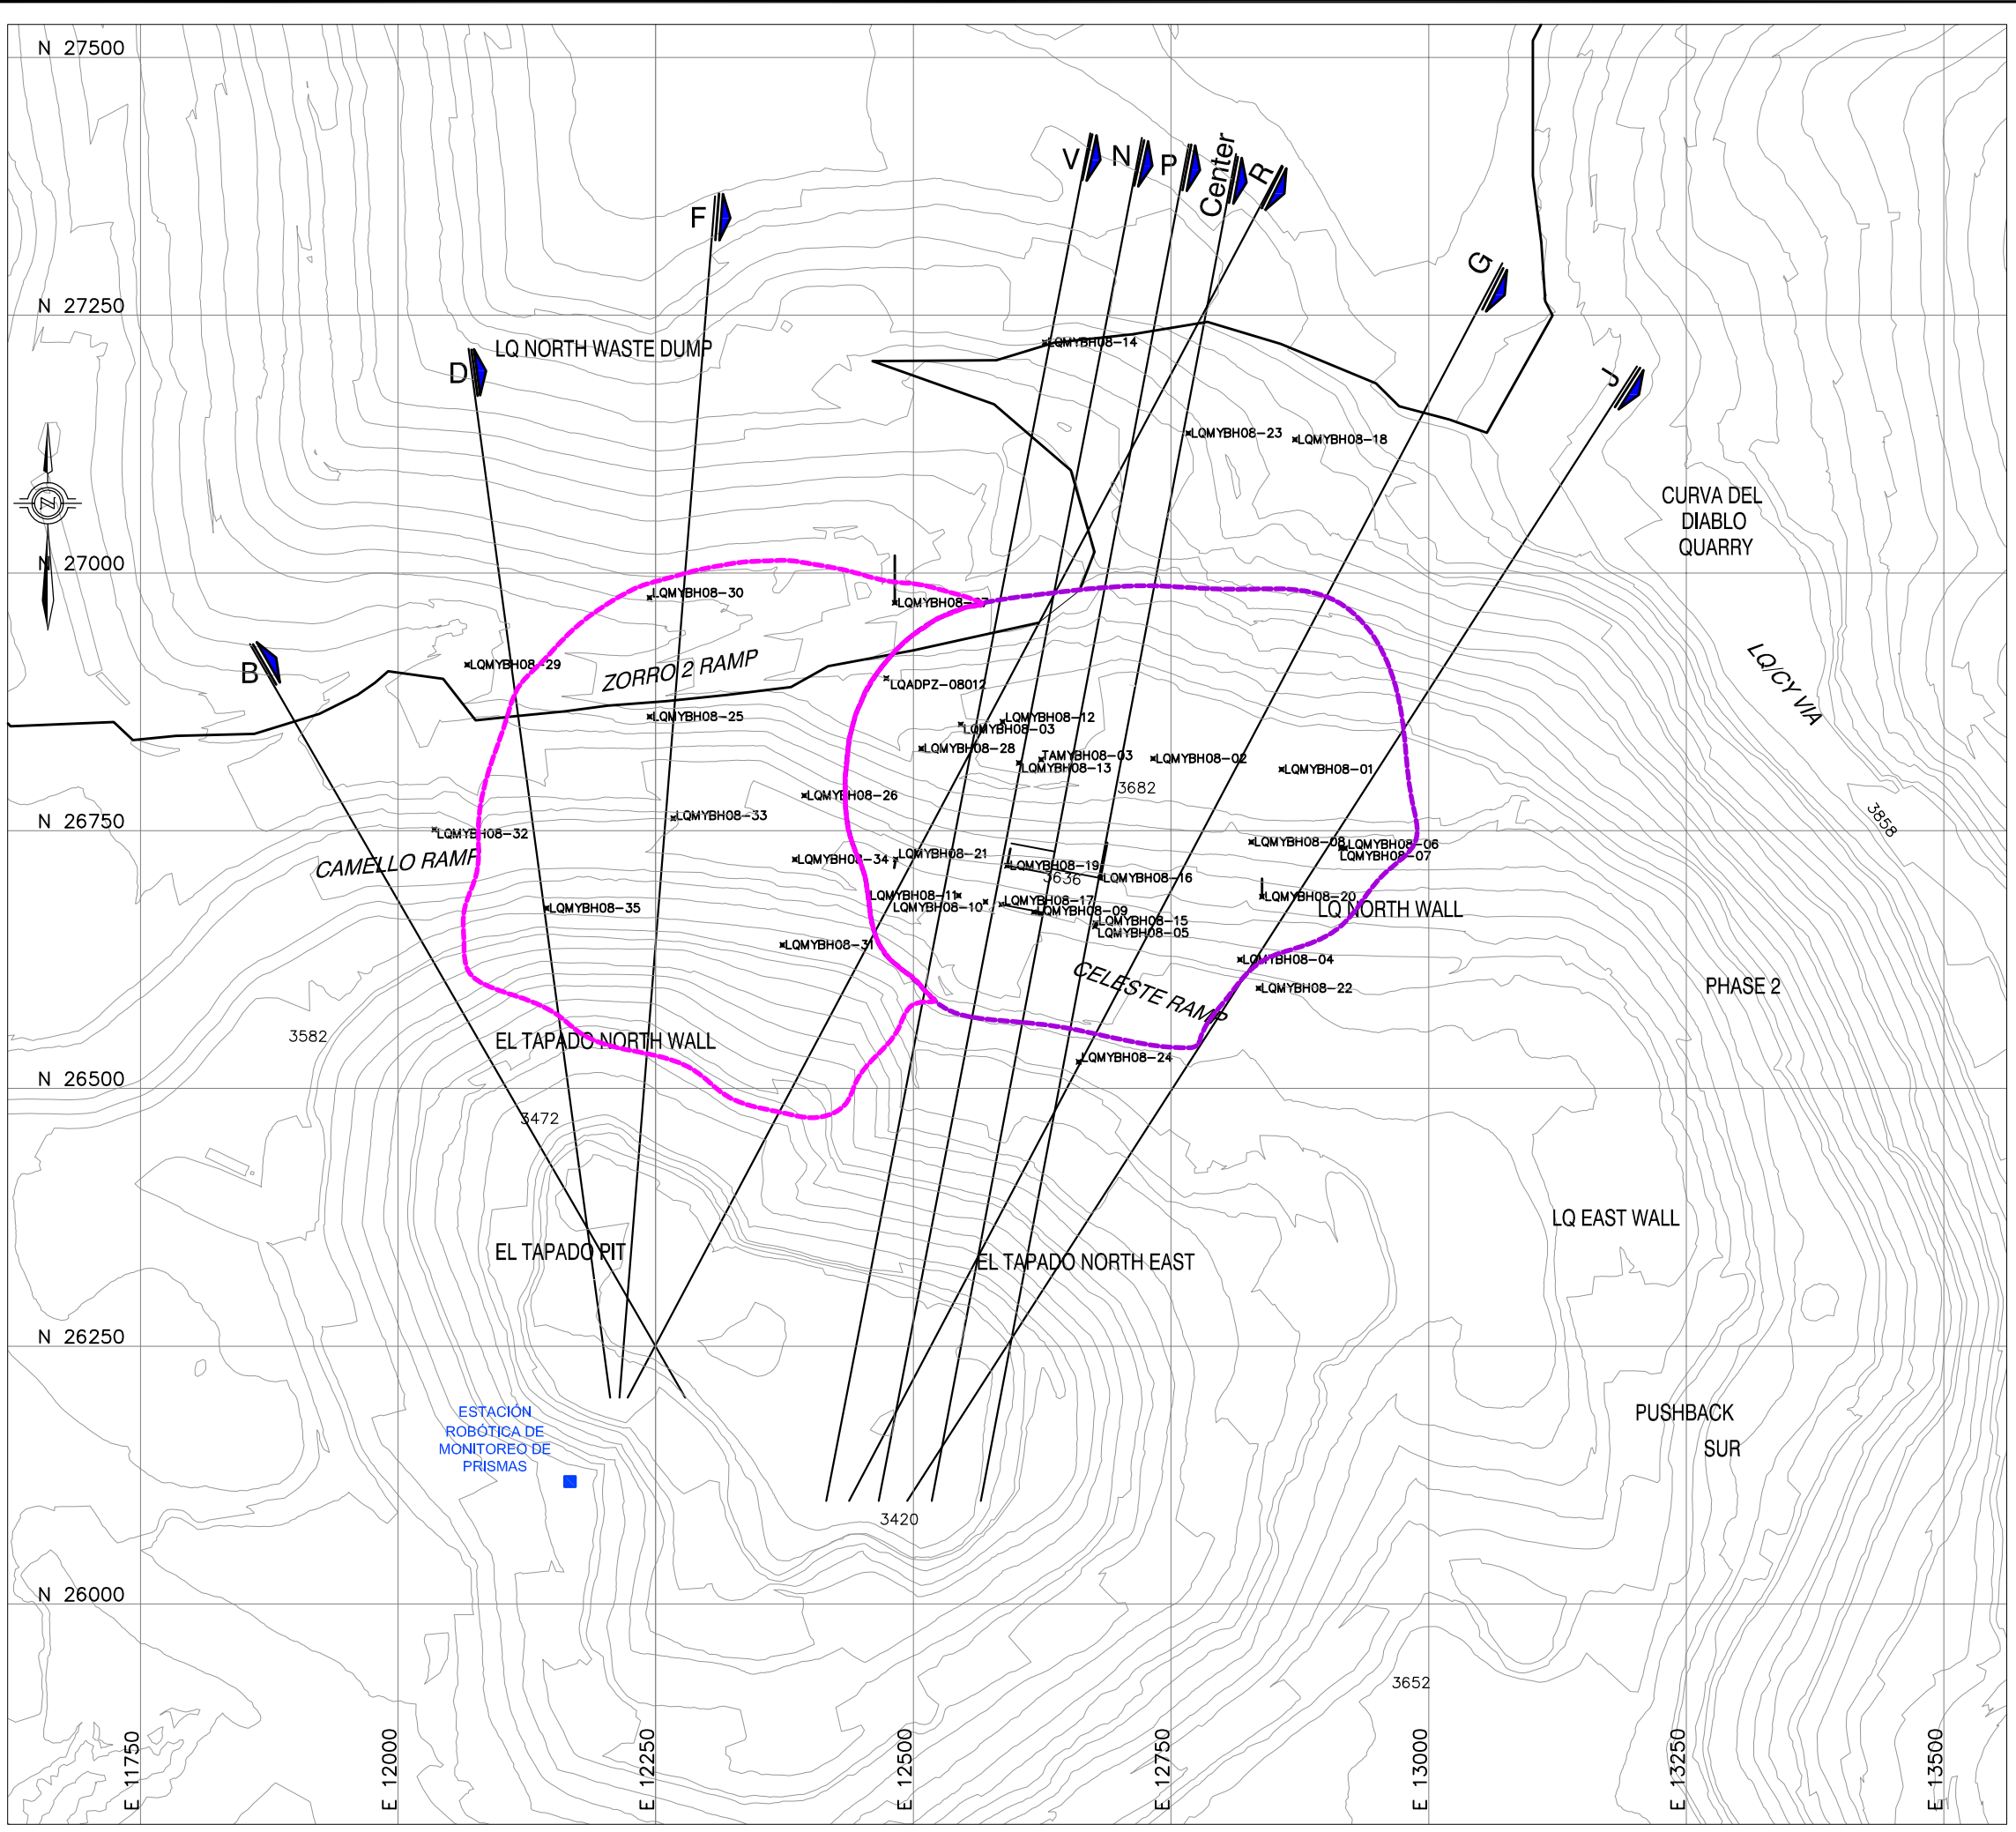 N 27500
V
N
P
Center
R
F
G
N 27250
LQ NORTH WASTE DUMP
LQMYBH08-14
D
J
LQMYBH08-23
LQMYBH08-18
CURVA DEL
DIABLO
QUARRY
N
N 27000
LQMYBH08-30
LQMYBH08-27
LQMYBH08-29
B
ZORRO 2 RAMP
LQADPZ-08012
LQ/CY VIA
LQMYBH08-25
LQMYBH08-12
LQMYBH08-03
LQMYBH08-28
TAMYBH08-03
LQMYBH08-13
LQMYBH08-02
LQMYBH08-01
3682
LQMYBH08-26
3858
LQMYBH08-33
N 26750
LQMYBH08-32
CAMELLO RAMP
LQMYBH08-34
LQMYBH08-21
LQMYBH08-08
LQMYBH08-06
LQMYBH08-07
LQMYBH08-19
3636
LQMYBH08-16
LQMYBH08-11
LQMYBH08-10
LQMYBH08-17
LQMYBH08-09
LQMYBH08-20
LQ NORTH WALL
LQMYBH08-35
LQMYBH08-15
LQMYBH08-05
LQMYBH08-31
LQMYBH08-04
CELESTE RAMP
LQMYBH08-22
PHASE 2
3582
EL TAPADO NORTH WALL
LQMYBH08-24
N 26500
3472
LQ EAST WALL
EL TAPADO PIT
EL TAPADO NORTH EAST
N 26250
ESTACIÓN
ROBÓTICA DE
MONITOREO DE
PRISMAS
PUSHBACK
SUR
3420
N 26000
3652
E 11750
E 12000
E 12250
E 12500
E 12750
E 13000
E 13250
E 13500